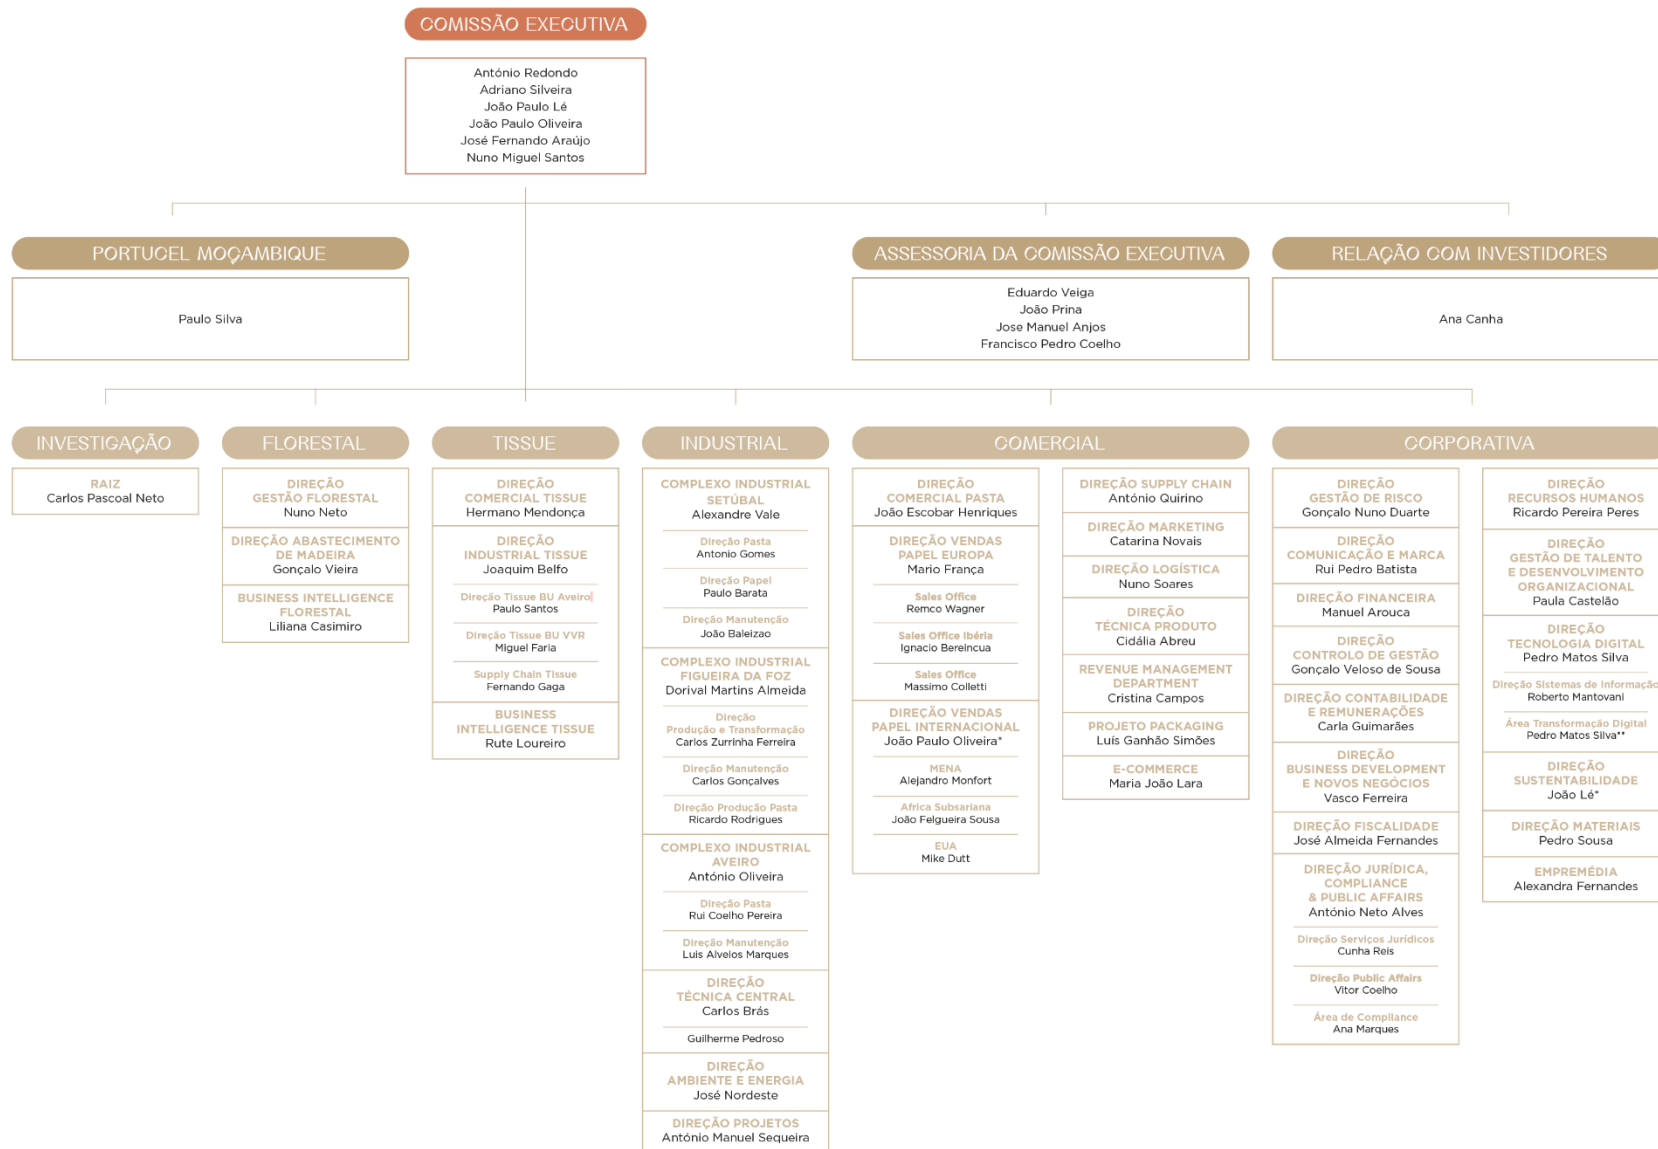 COMISSÃO EXECUTIVA
António Redondo
Adriano Silveira
João Paulo Lé
João Paulo Oliveira
José Fernando Araújo
Nuno Miguel Santos
PORTUCEL MOÇAMBIQUE
Paulo Silva
ASSESSORIA DA COMISSÃO EXECUTIVA
Eduardo Veiga
João Prina
Jose Manuel Anjos
Francisco Pedro Coelho
RELAÇÃO COM INVESTIDORES
Ana Canha
INVESTIGAÇÃO
RAIZ
Carlos Pascoal Neto
FLORESTAL
DIREÇÃO
GESTÃO FLORESTAL
Nuno Neto
DIREÇÃO ABASTECIMENTO
DE MADEIRA
Gonçalo Vieira
BUSINESS INTELLIGENCE
FLORESTAL
Liliana Casimiro
TISSUE
DIREÇÃO
COMERCIAL TISSUE
Hermano Mendonça
DIREÇÃO
INDUSTRIAL TISSUE
Joaquim Belfo
Direção Tissue BU Aveiro
Paulo Santos
Direção Tissue BU VVR
Miguel Faria
Supply Chain Tissue
Fernando Gaga
BUSINESS
INTELLIGENCE TISSUE
Rute Loureiro
INDUSTRIAL
COMPLEXO INDUSTRIAL
SETÚBAL
Alexandre Vale
Direção Pasta
Antonio Gomes
Direção Papel
Paulo Barata
Direção Manutenção
João Baleizao
COMPLEXO INDUSTRIAL
FIGUEIRA DA FOZ
Dorival Martins Almeida
Direção
Produção e Transformação
Carlos Zurrinha Ferreira
Direção Manutenção
Carlos Gonçalves
Direção Produção Pasta
Ricardo Rodrigues
COMPLEXO INDUSTRIAL
AVEIRO
António Oliveira
Direção Pasta
Rui Coelho Pereira
Direção Manutenção
Luis Alvelos Marques
DIREÇÃO
TÉCNICA CENTRAL
Carlos Brás
Guilherme Pedroso
DIREÇÃO
AMBIENTE E ENERGIA
José Nordeste
DIREÇÃO PROJETOS
António Manuel Sequeira
COMERCIAL
DIREÇÃO
COMERCIAL PASTA
João Escobar Henriques
DIREÇÃO VENDAS
PAPEL EUROPA
Mario França
Sales Office
Remco Wagner
Sales Office Ibéria
Ignacio Bereincua
Sales Office
Massimo Colletti
DIREÇÃO VENDAS
PAPEL INTERNACIONAL
João Paulo Oliveira*
MENA
Alejandro Monfort
Africa Subsariana
João Felgueira Sousa
EUA
Mike Dutt
DIREÇÃO SUPPLY CHAIN
António Quirino
DIREÇÃO MARKETING
Catarina Novais
DIREÇÃO LOGÍSTICA
Nuno Soares
DIREÇÃO
TÉCNICA PRODUTO
Cidália Abreu
REVENUE MANAGEMENT
DEPARTMENT
Cristina Campos
PROJETO PACKAGING
Luís Ganhão Simões
E-COMMERCE
Maria João Lara
CORPORATIVA
DIREÇÃO
GESTÃO DE RISCO
Gonçalo Nuno Duarte
DIREÇÃO
COMUNICAÇÃO E MARCA
Rui Pedro Batista
DIREÇÃO FINANCEIRA
Manuel Arouca
DIREÇÃO
CONTROLO DE GESTÃO
Gonçalo Veloso de Sousa
DIREÇÃO CONTABILIDADE
E REMUNERAÇÕES
Carla Guimarães
DIREÇÃO
BUSINESS DEVELOPMENT
E NOVOS NEGÓCIOS
Vasco Ferreira
DIREÇÃO FISCALIDADE
José Almeida Fernandes
DIREÇÃO JURÍDICA,
COMPLIANCE
& PUBLIC AFFAIRS
António Neto Alves
Direção Serviços Jurídicos
Cunha Reis
Direção Public Affairs
Vitor Coelho
Área de Compliance
Ana Marques
DIREÇÃO
RECURSOS HUMANOS
Ricardo Pereira Peres
DIREÇÃO
GESTÃO DE TALENTO
E DESENVOLVIMENTO
ORGANIZACIONAL
Paula Castelão
DIREÇÃO
TECNOLOGIA DIGITAL
Pedro Matos Silva
Direção Sistemas de Informação
Roberto Mantovani
Área Transformação Digital
Pedro Matos Silva**
DIREÇÃO
SUSTENTABILIDADE
João Lé*
DIREÇÃO MATERIAIS
Pedro Sousa
EMPREMÉDIA
Alexandra Fernandes